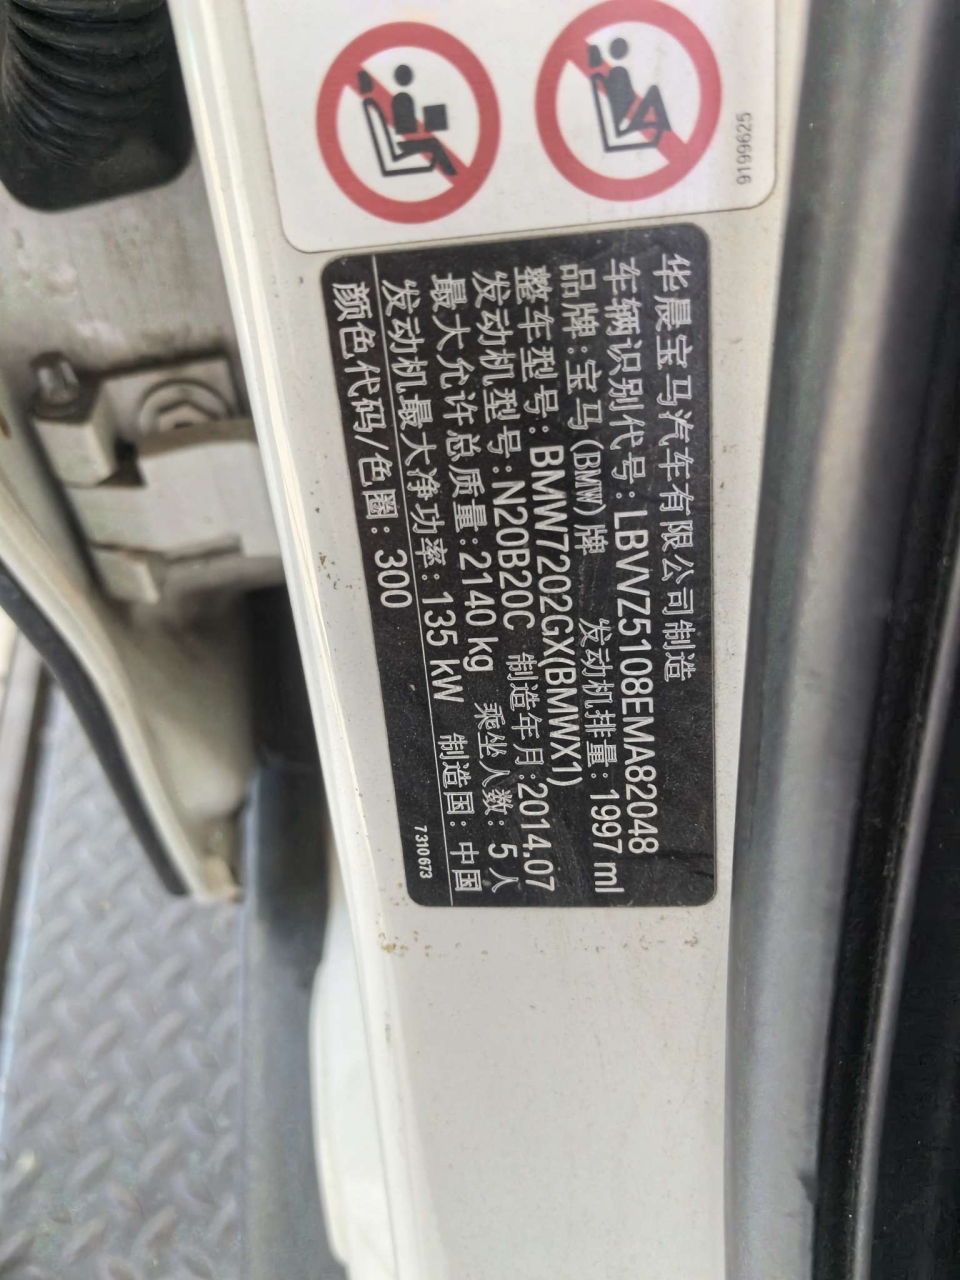 9199625
华晨宝马汽车有限公司制造
车辆识别代号: LBVVZ5108EMA82048
品牌: 宝马(BMW)牌 发动机排量: 1997 ml
整车型号: BMW7202GX(BMWX1)
发动机型号: N20B20C 制造年月: 2014.07
最大允许总质量: 2140 kg 乘坐人数: 5 人
发动机最大净功率: 135 kW 制造国: 中国
颜色代码/色圈: 300
7 310 673